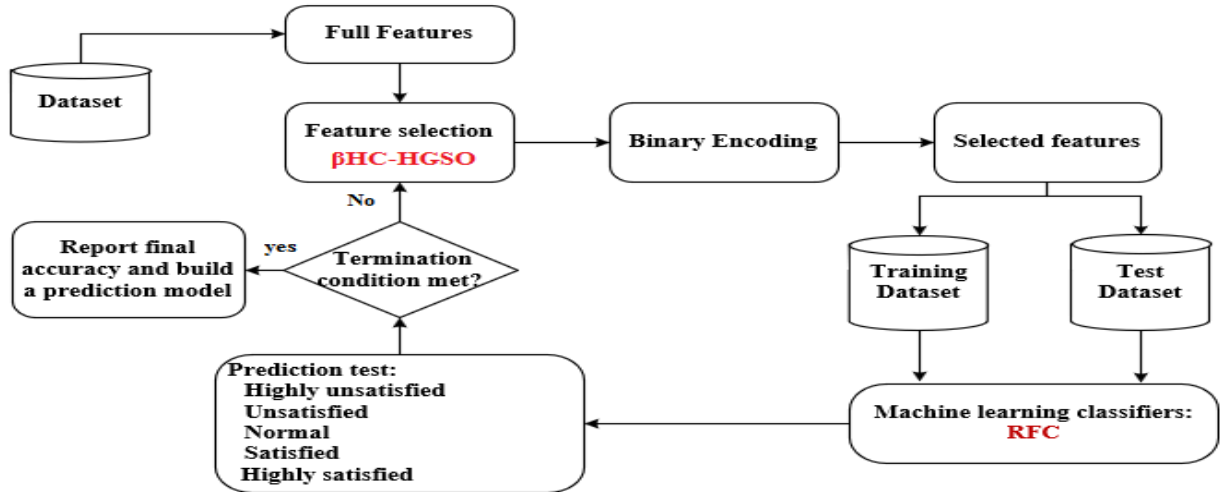 Full Features
Dataset
Feature selection
βHC-HGSO
Binary Encoding
Selected features
No
yes
Report final
accuracy and build
a prediction model
Termination
condition met?
Training
Dataset
Test
Dataset
Prediction test:
Highly unsatisfied
Unsatisfied
Normal
Satisfied
Highly satisfied
Machine learning classifiers:
RFC